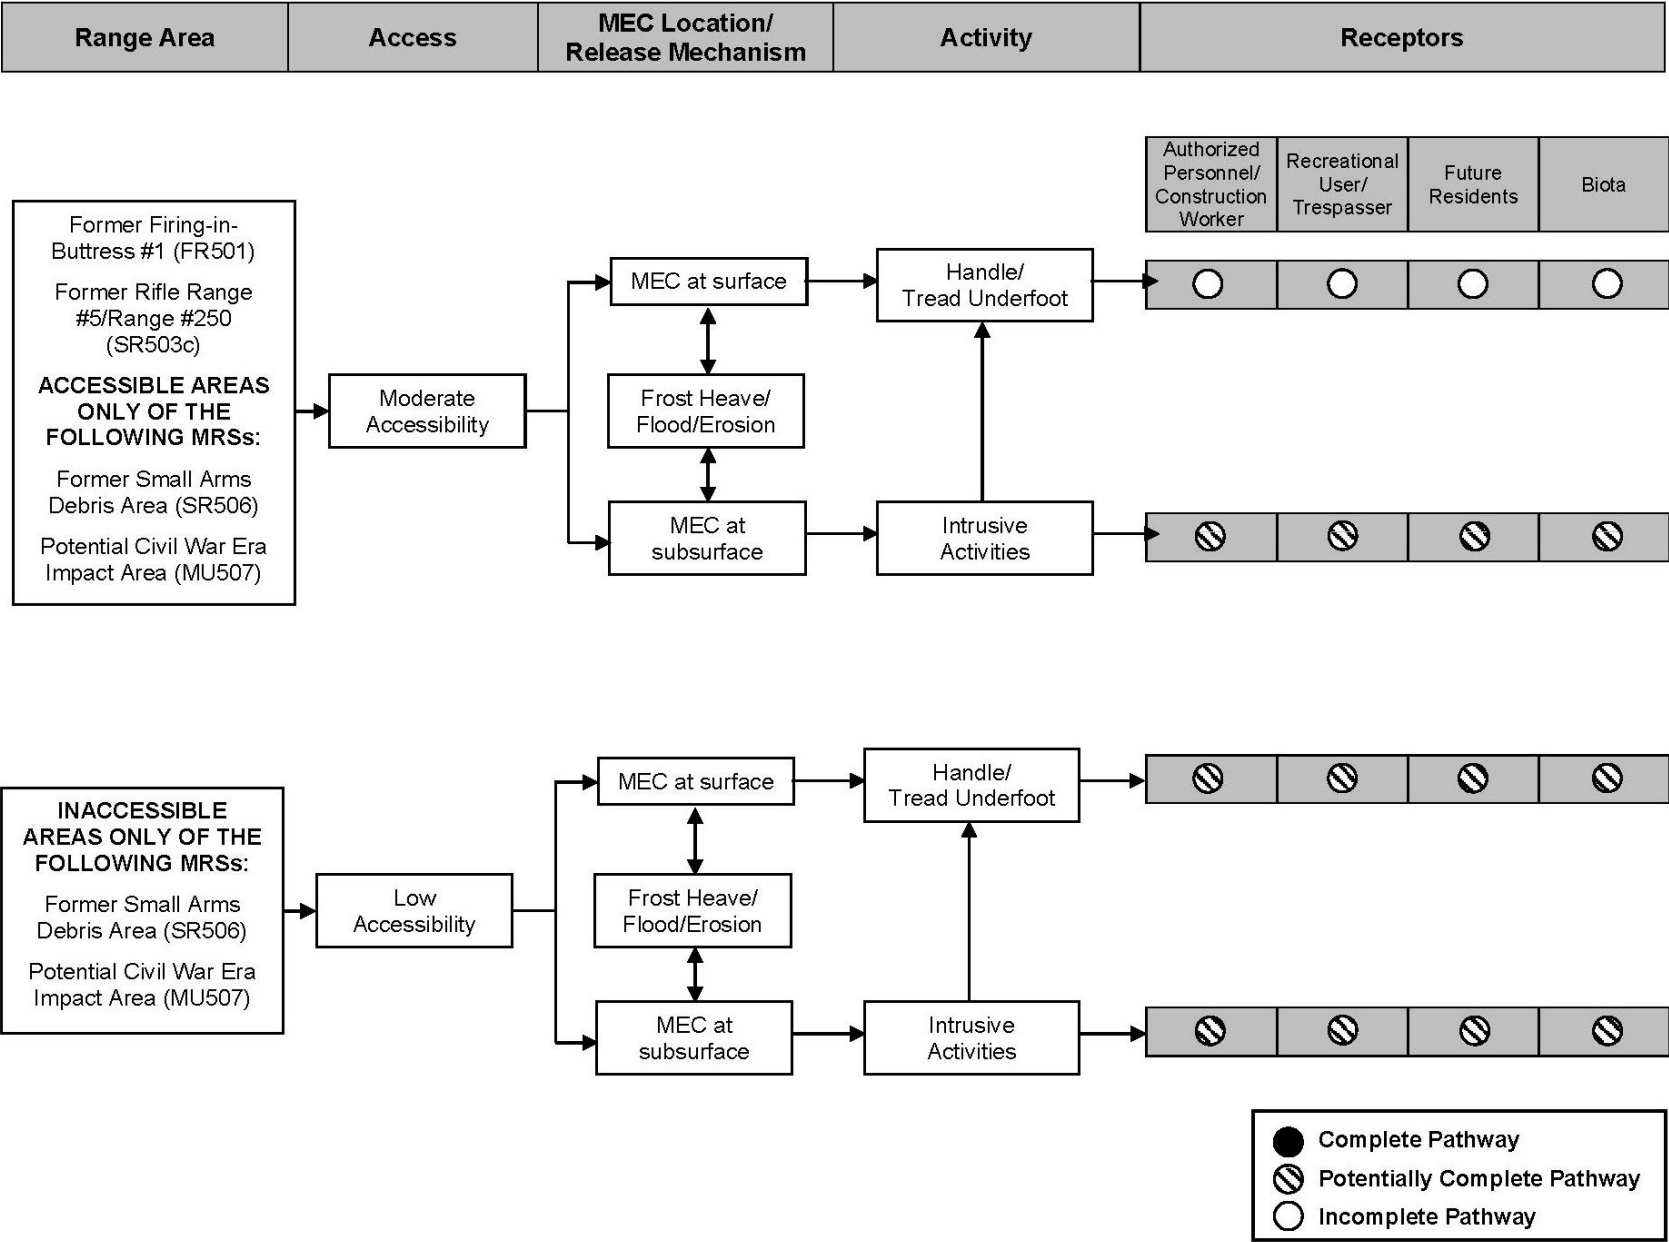 Range Area
Access
MEC Location/
Release Mechanism
Activity
Receptors
Authorized
Personnel/
Construction
Worker
Recreational
User/
Trespasser
Future
Residents
Biota
Former Firing-in-
Buttress #1 (FR501)
Former Rifle Range
#5/Range #250
(SR503c)
ACCESSIBLE AREAS
ONLY OF THE
FOLLOWING MRSs:
Former Small Arms
Debris Area (SR506)
Potential Civil War Era
Impact Area (MU507)
Moderate
Accessibility
MEC at surface
Frost Heave/
Flood/Erosion
MEC at
subsurface
Handle/
Tread Underfoot
Intrusive
Activities
INACCESSIBLE
AREAS ONLY OF THE
FOLLOWING MRSs:
Former Small Arms
Debris Area (SR506)
Potential Civil War Era
Impact Area (MU507)
Low
Accessibility
MEC at surface
Frost Heave/
Flood/Erosion
MEC at
subsurface
Handle/
Tread Underfoot
Intrusive
Activities
Complete Pathway
Potentially Complete Pathway
Incomplete Pathway